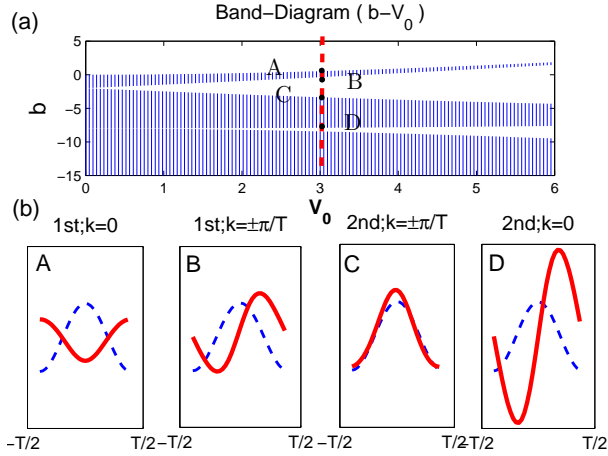 (a)
Band-Diagram ( b-V₀ )
5
0
-5
-10
-15
b
A
B
C
D
0
1
2
3
4
5
6
V₀
(b)
1st;k=0
1st;k=±π/T
2nd;k=±π/T
2nd;k=0
A
B
C
D
-T/2
T/2
-T/2
T/2
-T/2
T/2
-T/2
T/2